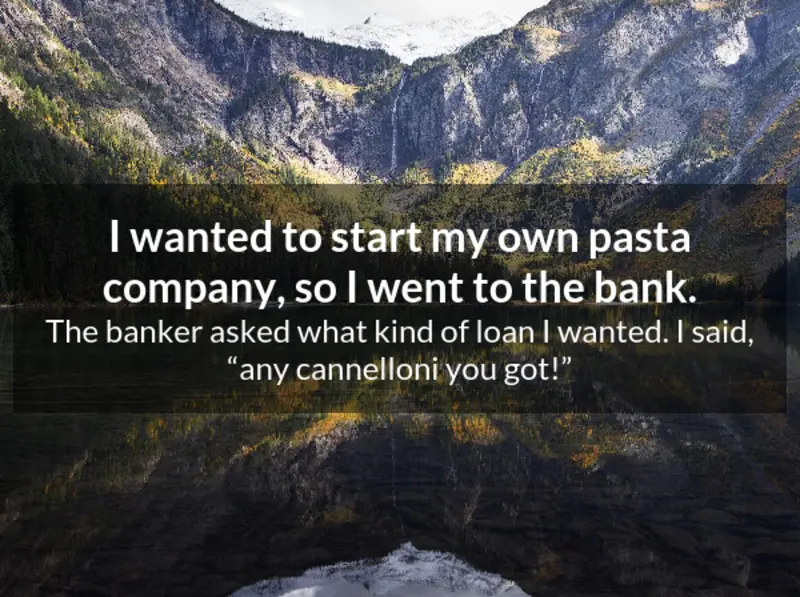 I wanted to start my own pasta
company, so I went to the bank.
The banker asked what kind of loan I wanted. I said,
“any cannelloni you got!”